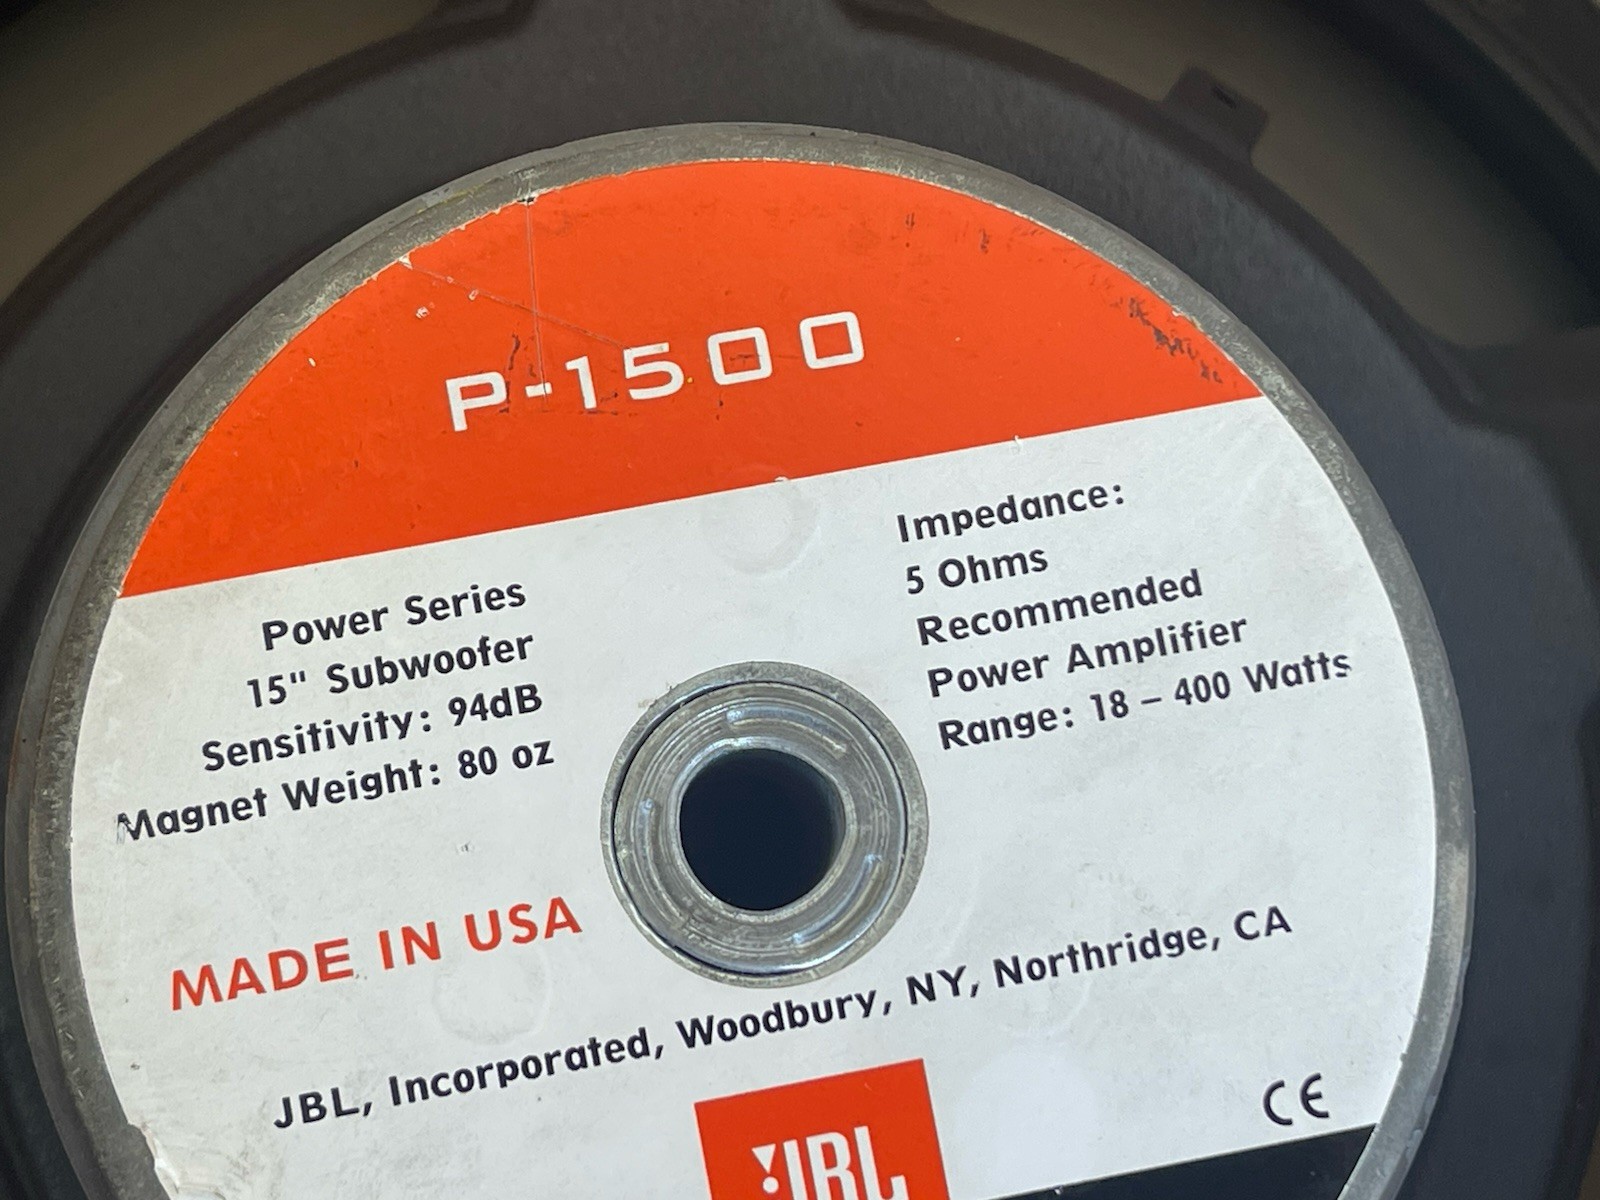 P-1500
Power Series
15" Subwoofer
Sensitivity: 94dB
Magnet Weight: 80 oz
Impedance:
5 Ohms
Recommended
Power Amplifier
Range: 18 – 400 Watts
MADE IN USA
JBL, Incorporated, Woodbury, NY, Northridge, CA
JBL
CE